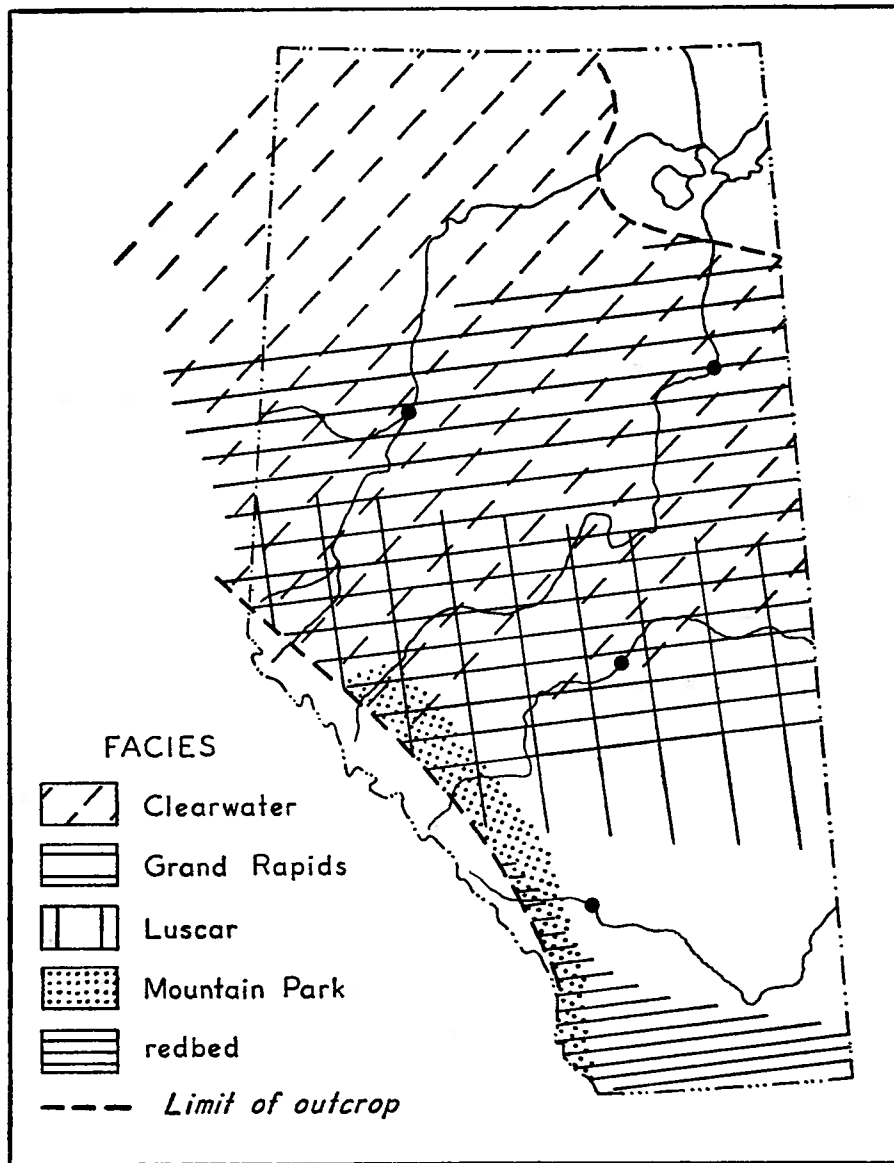 FACIES
Clearwater
Grand Rapids
Luscar
Mountain Park
redbed
Limit of outcrop